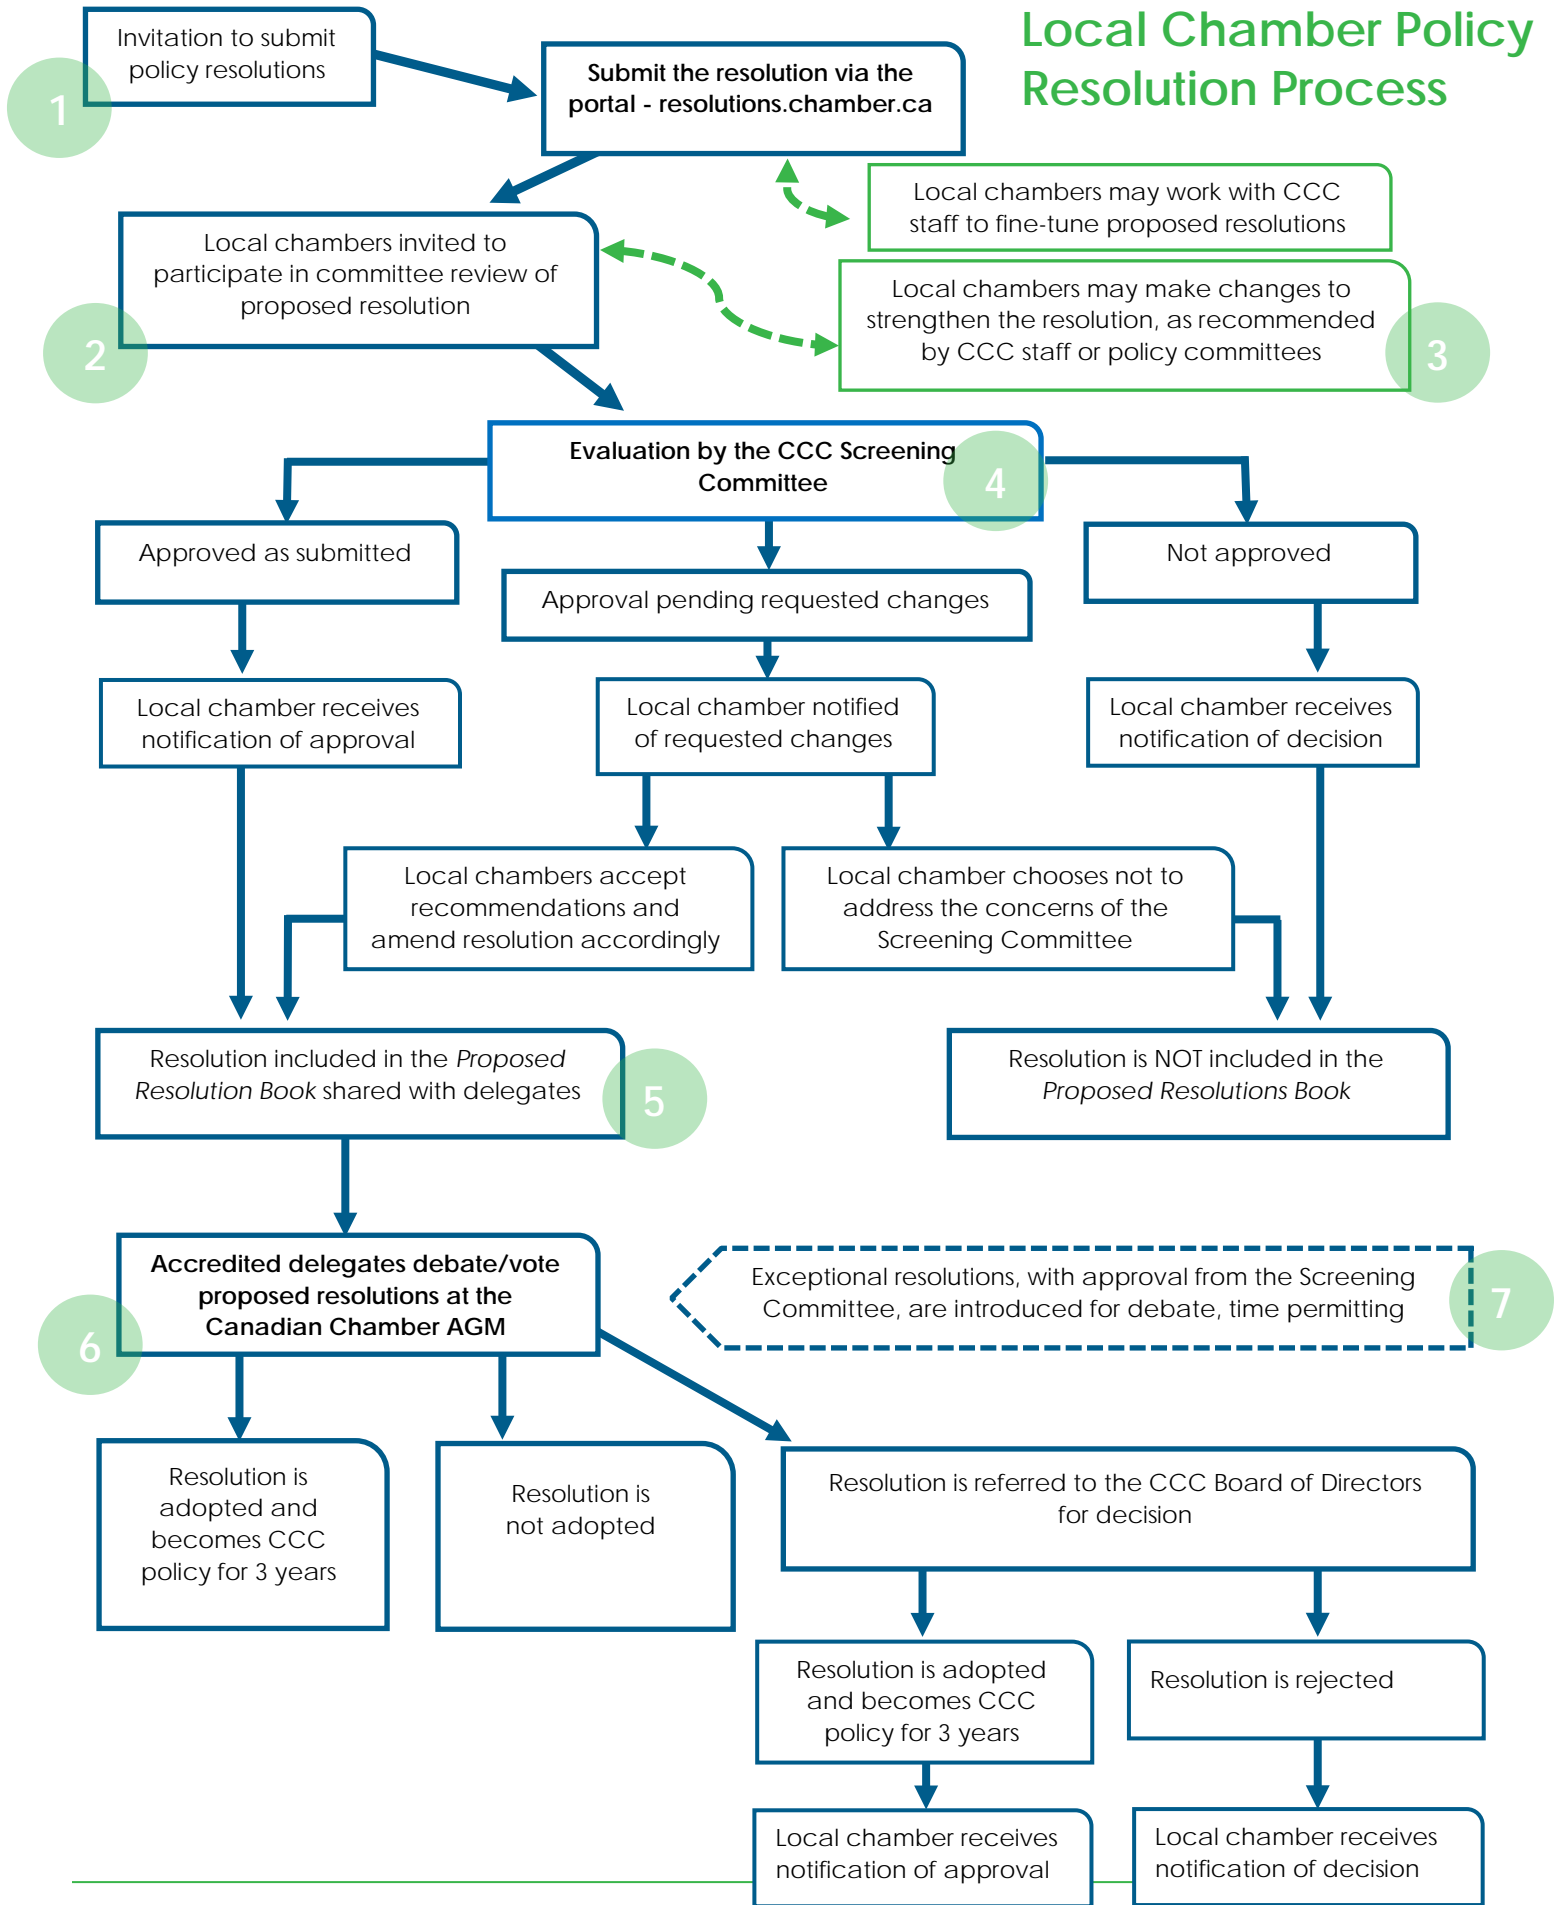 Local Chamber Policy
Resolution Process
Invitation to submit
policy resolutions
1
Submit the resolution via the
portal - resolutions.chamber.ca
Local chambers may work with CCC
staff to fine-tune proposed resolutions
Local chambers invited to
participate in committee review of
proposed resolution
2
Local chambers may make changes to
strengthen the resolution, as recommended
by CCC staff or policy committees
3
Evaluation by the CCC Screening
Committee
4
Approved as submitted
Approval pending requested changes
Not approved
Local chamber receives
notification of approval
Local chamber notified
of requested changes
Local chamber receives
notification of decision
Local chambers accept
recommendations and
amend resolution accordingly
Local chamber chooses not to
address the concerns of the
Screening Committee
Resolution included in the Proposed
Resolution Book shared with delegates
5
Resolution is NOT included in the
Proposed Resolutions Book
Accredited delegates debate/vote
proposed resolutions at the
Canadian Chamber AGM
6
Exceptional resolutions, with approval from the Screening
Committee, are introduced for debate, time permitting
7
Resolution is
adopted and
becomes CCC
policy for 3 years
Resolution is
not adopted
Resolution is referred to the CCC Board of Directors
for decision
Resolution is adopted
and becomes CCC
policy for 3 years
Resolution is rejected
Local chamber receives
notification of approval
Local chamber receives
notification of decision